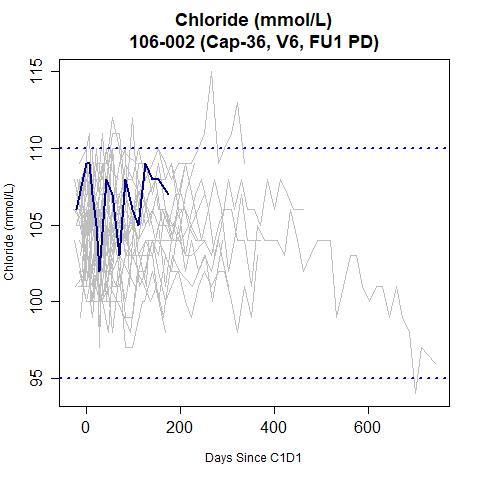 Chloride (mmol/L)
106-002 (Cap-36, V6, FU1 PD)
Chloride (mmol/L)
115
110
105
100
95
0
200
400
600
Days Since C1D1